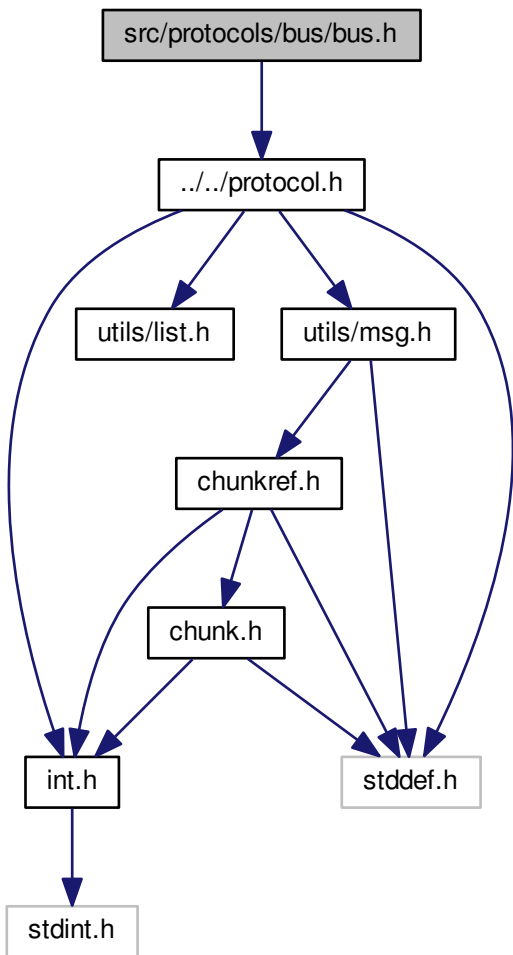 src/protocols/bus/bus.h
../../protocol.h
utils/list.h
utils/msg.h
chunkref.h
chunk.h
int.h
stddef.h
stdint.h